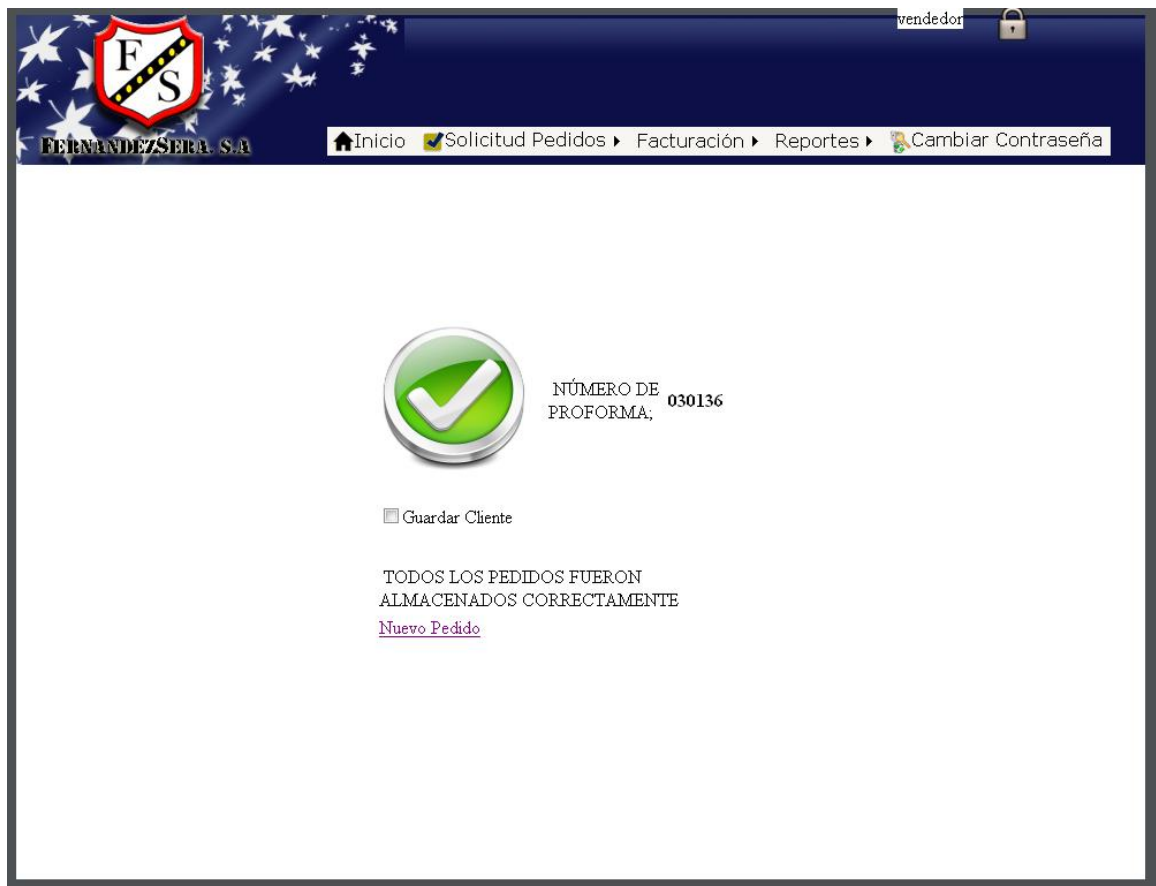 vendedor
F
S
FERNANDÉZSERA. S.A
Inicio Solicitud Pedidos Facturación Reportes Cambiar Contraseña
NÚMERO DE
PROFORMA; 030136
Guardar Cliente
TODOS LOS PEDIDOS FUERON
ALMACENADOS CORRECTAMENTE
Nuevo Pedido